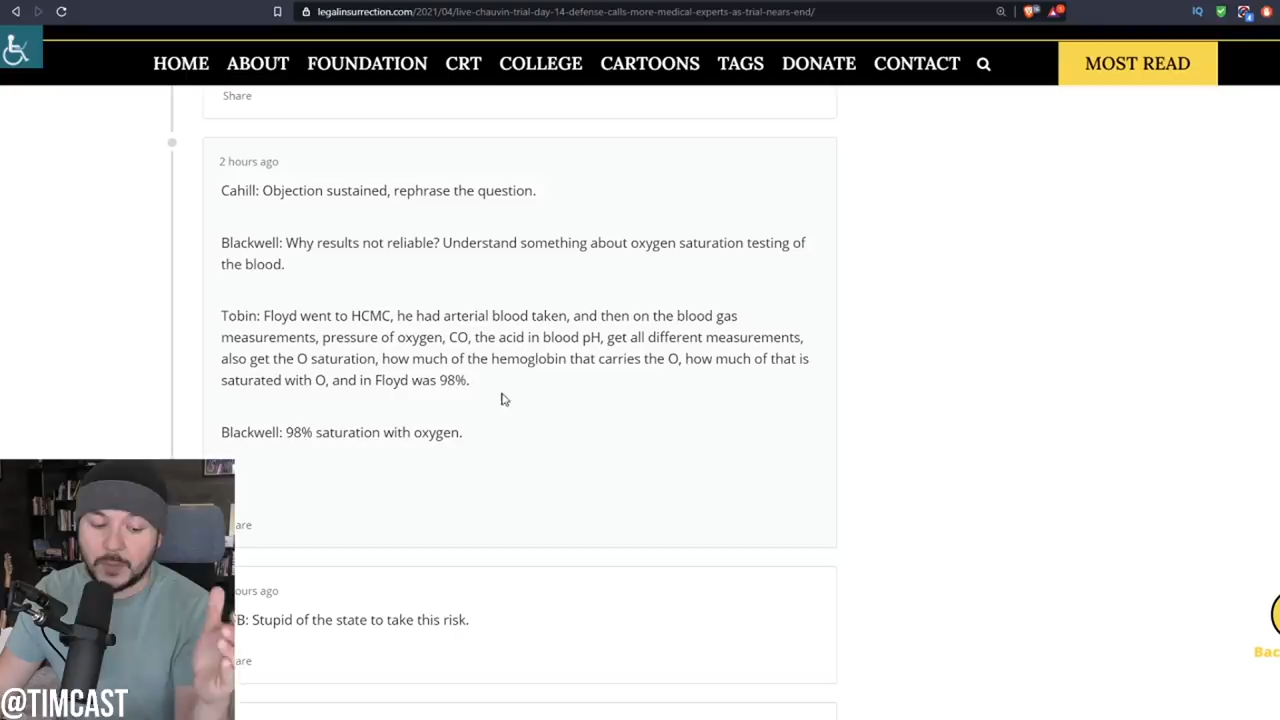 legalinsurrection.com/2021/04/live-chauvin-trial-day-14-defense-calls-more-medical-experts-as-trial-nears-end/
IQ
HOME ABOUT FOUNDATION CRT COLLEGE CARTOONS TAGS DONATE CONTACT MOST READ
Share
2 hours ago
Cahill: Objection sustained, rephrase the question.
Blackwell: Why results not reliable? Understand something about oxygen saturation testing of
the blood.
Tobin: Floyd went to HCMC, he had arterial blood taken, and then on the blood gas
measurements, pressure of oxygen, CO, the acid in blood pH, get all different measurements,
also get the O saturation, how much of the hemoglobin that carries the O, how much of that is
saturated with O, and in Floyd was 98%.
Blackwell: 98% saturation with oxygen.
are
ours ago
B: Stupid of the state to take this risk.
are
Bac
@TIMCAST